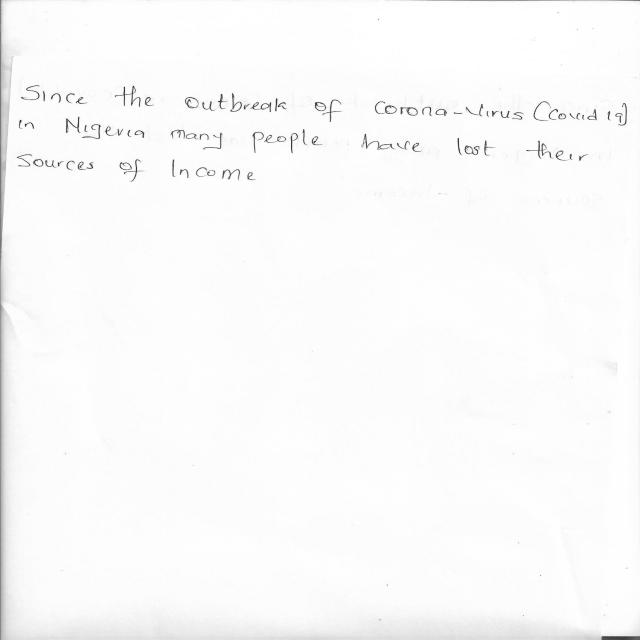 Since the outbreak of corona-virus (Covid 19)
in Nigeria many people have lost their
Sources of Income